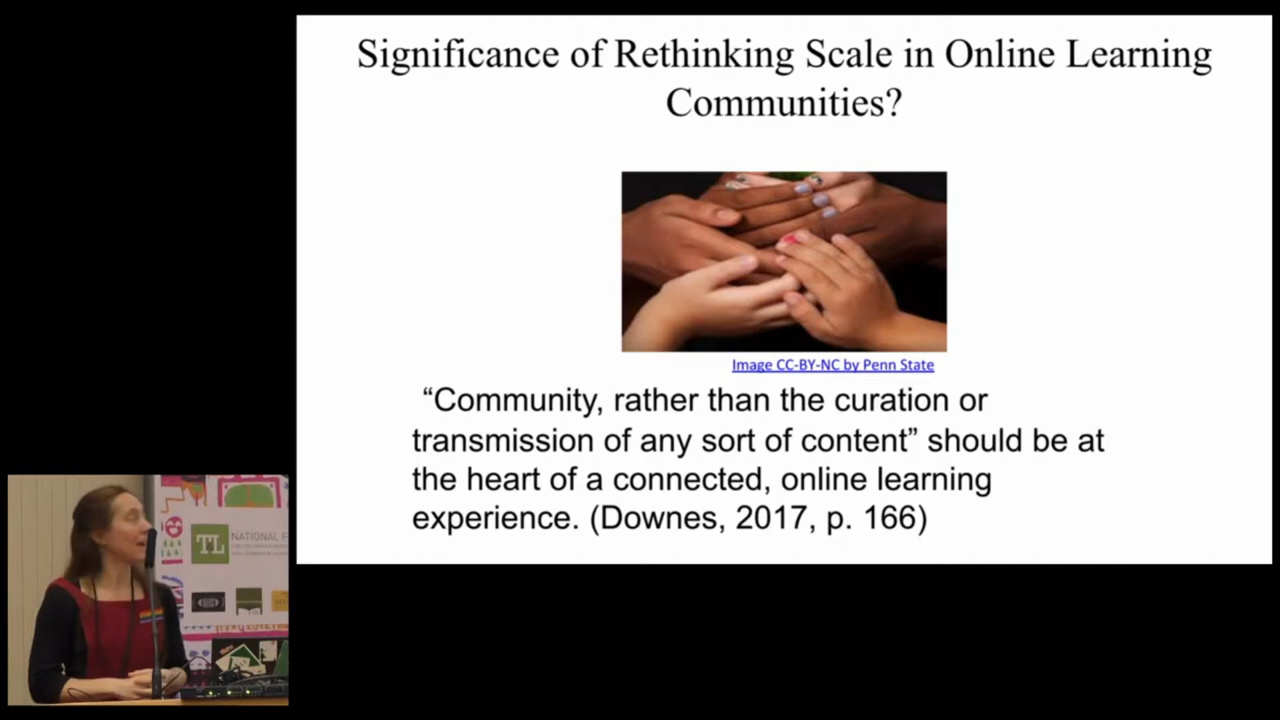 Significance of Rethinking Scale in Online Learning
Communities?
Image CC-BY-NC by Penn State
“Community, rather than the curation or
transmission of any sort of content” should be at
the heart of a connected, online learning
experience. (Downes, 2017, p. 166)
TL
NATIONAL F